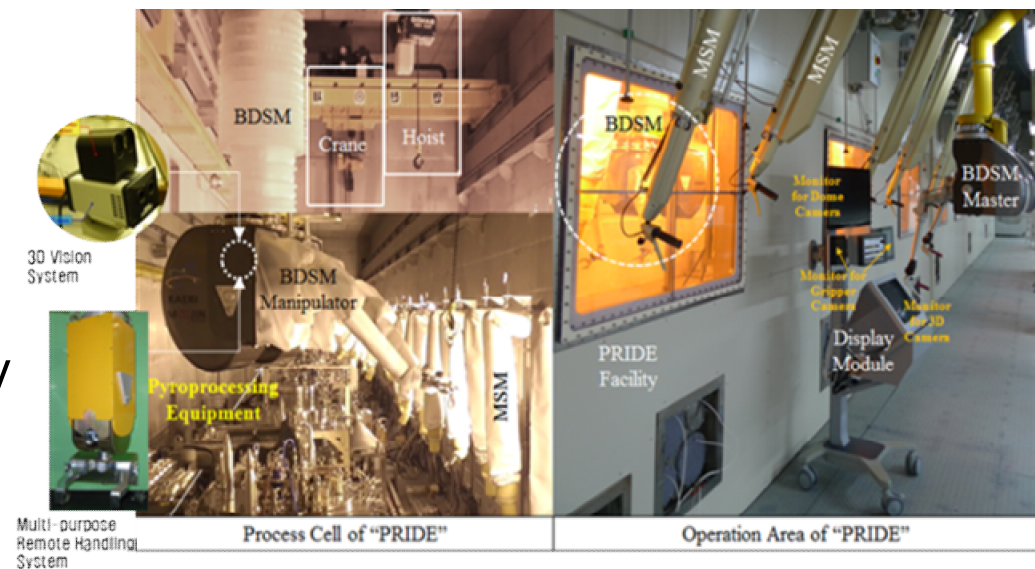 BDSM
Crane
Hoist
3D Vision
System
BDSM
Manipulator
Pyroprocessing
Equipment
MSM
Multi-purpose
Remote Handling
System
Process Cell of “PRIDE”
MSM
MSM
BDSM
BDSM
Master
Monitor
for Dome
Camera
Monitor for
Gripper
Camera
Monitor
for 3D
Camera
Display
Module
PRIDE
Facility
Operation Area of “PRIDE”